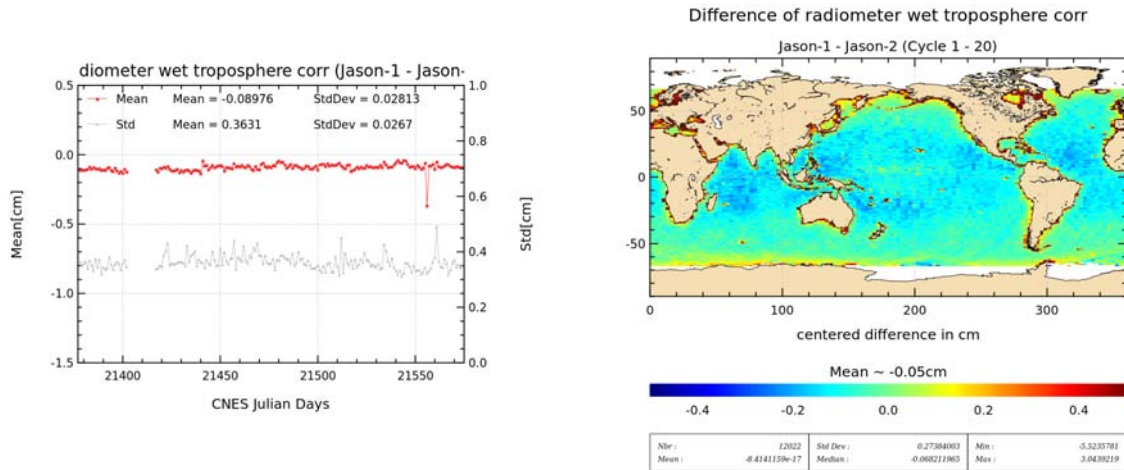 diometer wet troposphere corr (Jason-1 - Jason-
Mean Mean = -0.08976 StdDev = 0.02813
Std Mean = 0.3631 StdDev = 0.0267
0.5
0.0
-0.5
-1.0
-1.5
Mean[cm]
1.0
0.8
0.6
0.4
0.2
0.0
Std[cm]
21400 21450 21500 21550
CNES Julian Days
Difference of radiometer wet troposphere corr
Jason-1 - Jason-2 (Cycle 1 - 20)
50
0
-50
0 100 200 300
centered difference in cm
Mean ~ -0.05cm
-0.4 -0.2 0.0 0.2 0.4
Nbr : 12022 Std Dev : 0.27384003 Min : -5.5235781
Mean : -8.4141159e-17 Median : -0.068211965 Max : 3.0439219